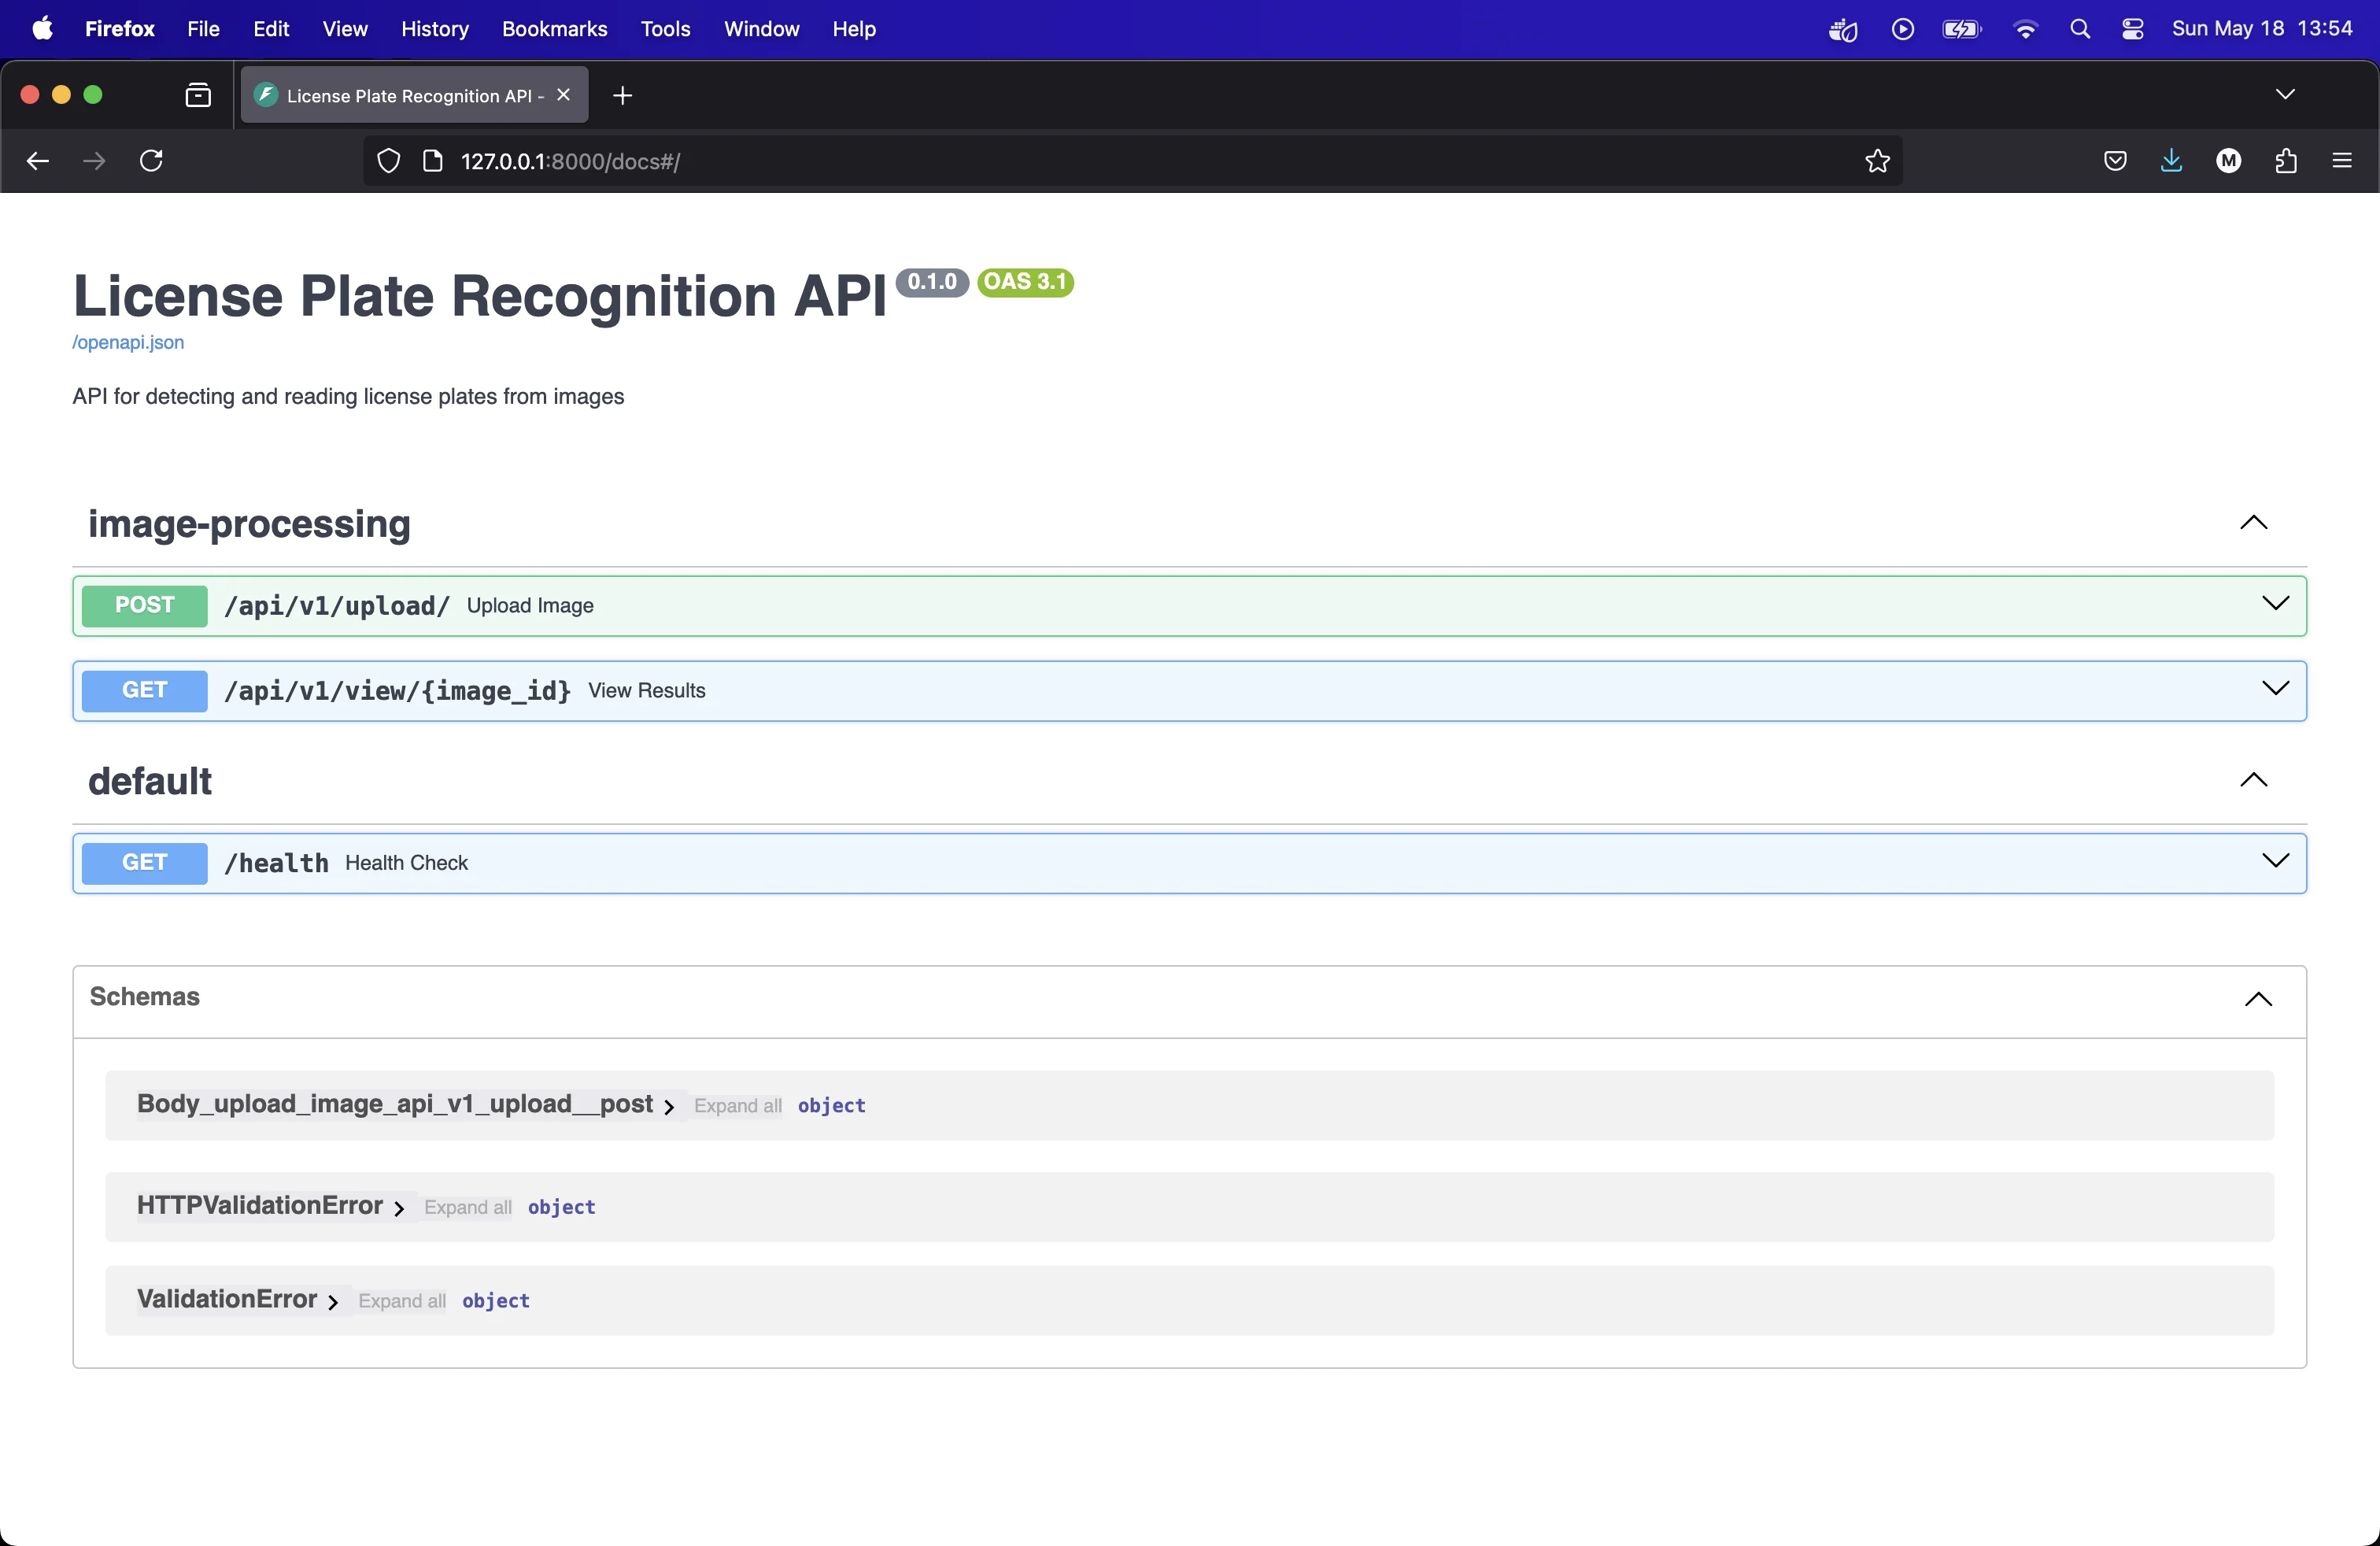 Firefox File Edit View History Bookmarks Tools Window Help Sun May 18 13:54
License Plate Recognition API -
127.0.0.1:8000/docs#/
M
License Plate Recognition API 0.1.0 OAS 3.1
/openapi.json
API for detecting and reading license plates from images
image-processing
POST /api/v1/upload/ Upload Image
GET /api/v1/view/{image_id} View Results
default
GET /health Health Check
Schemas
Body_upload_image_api_v1_upload__post Expand all object
HTTPValidationError Expand all object
ValidationError Expand all object